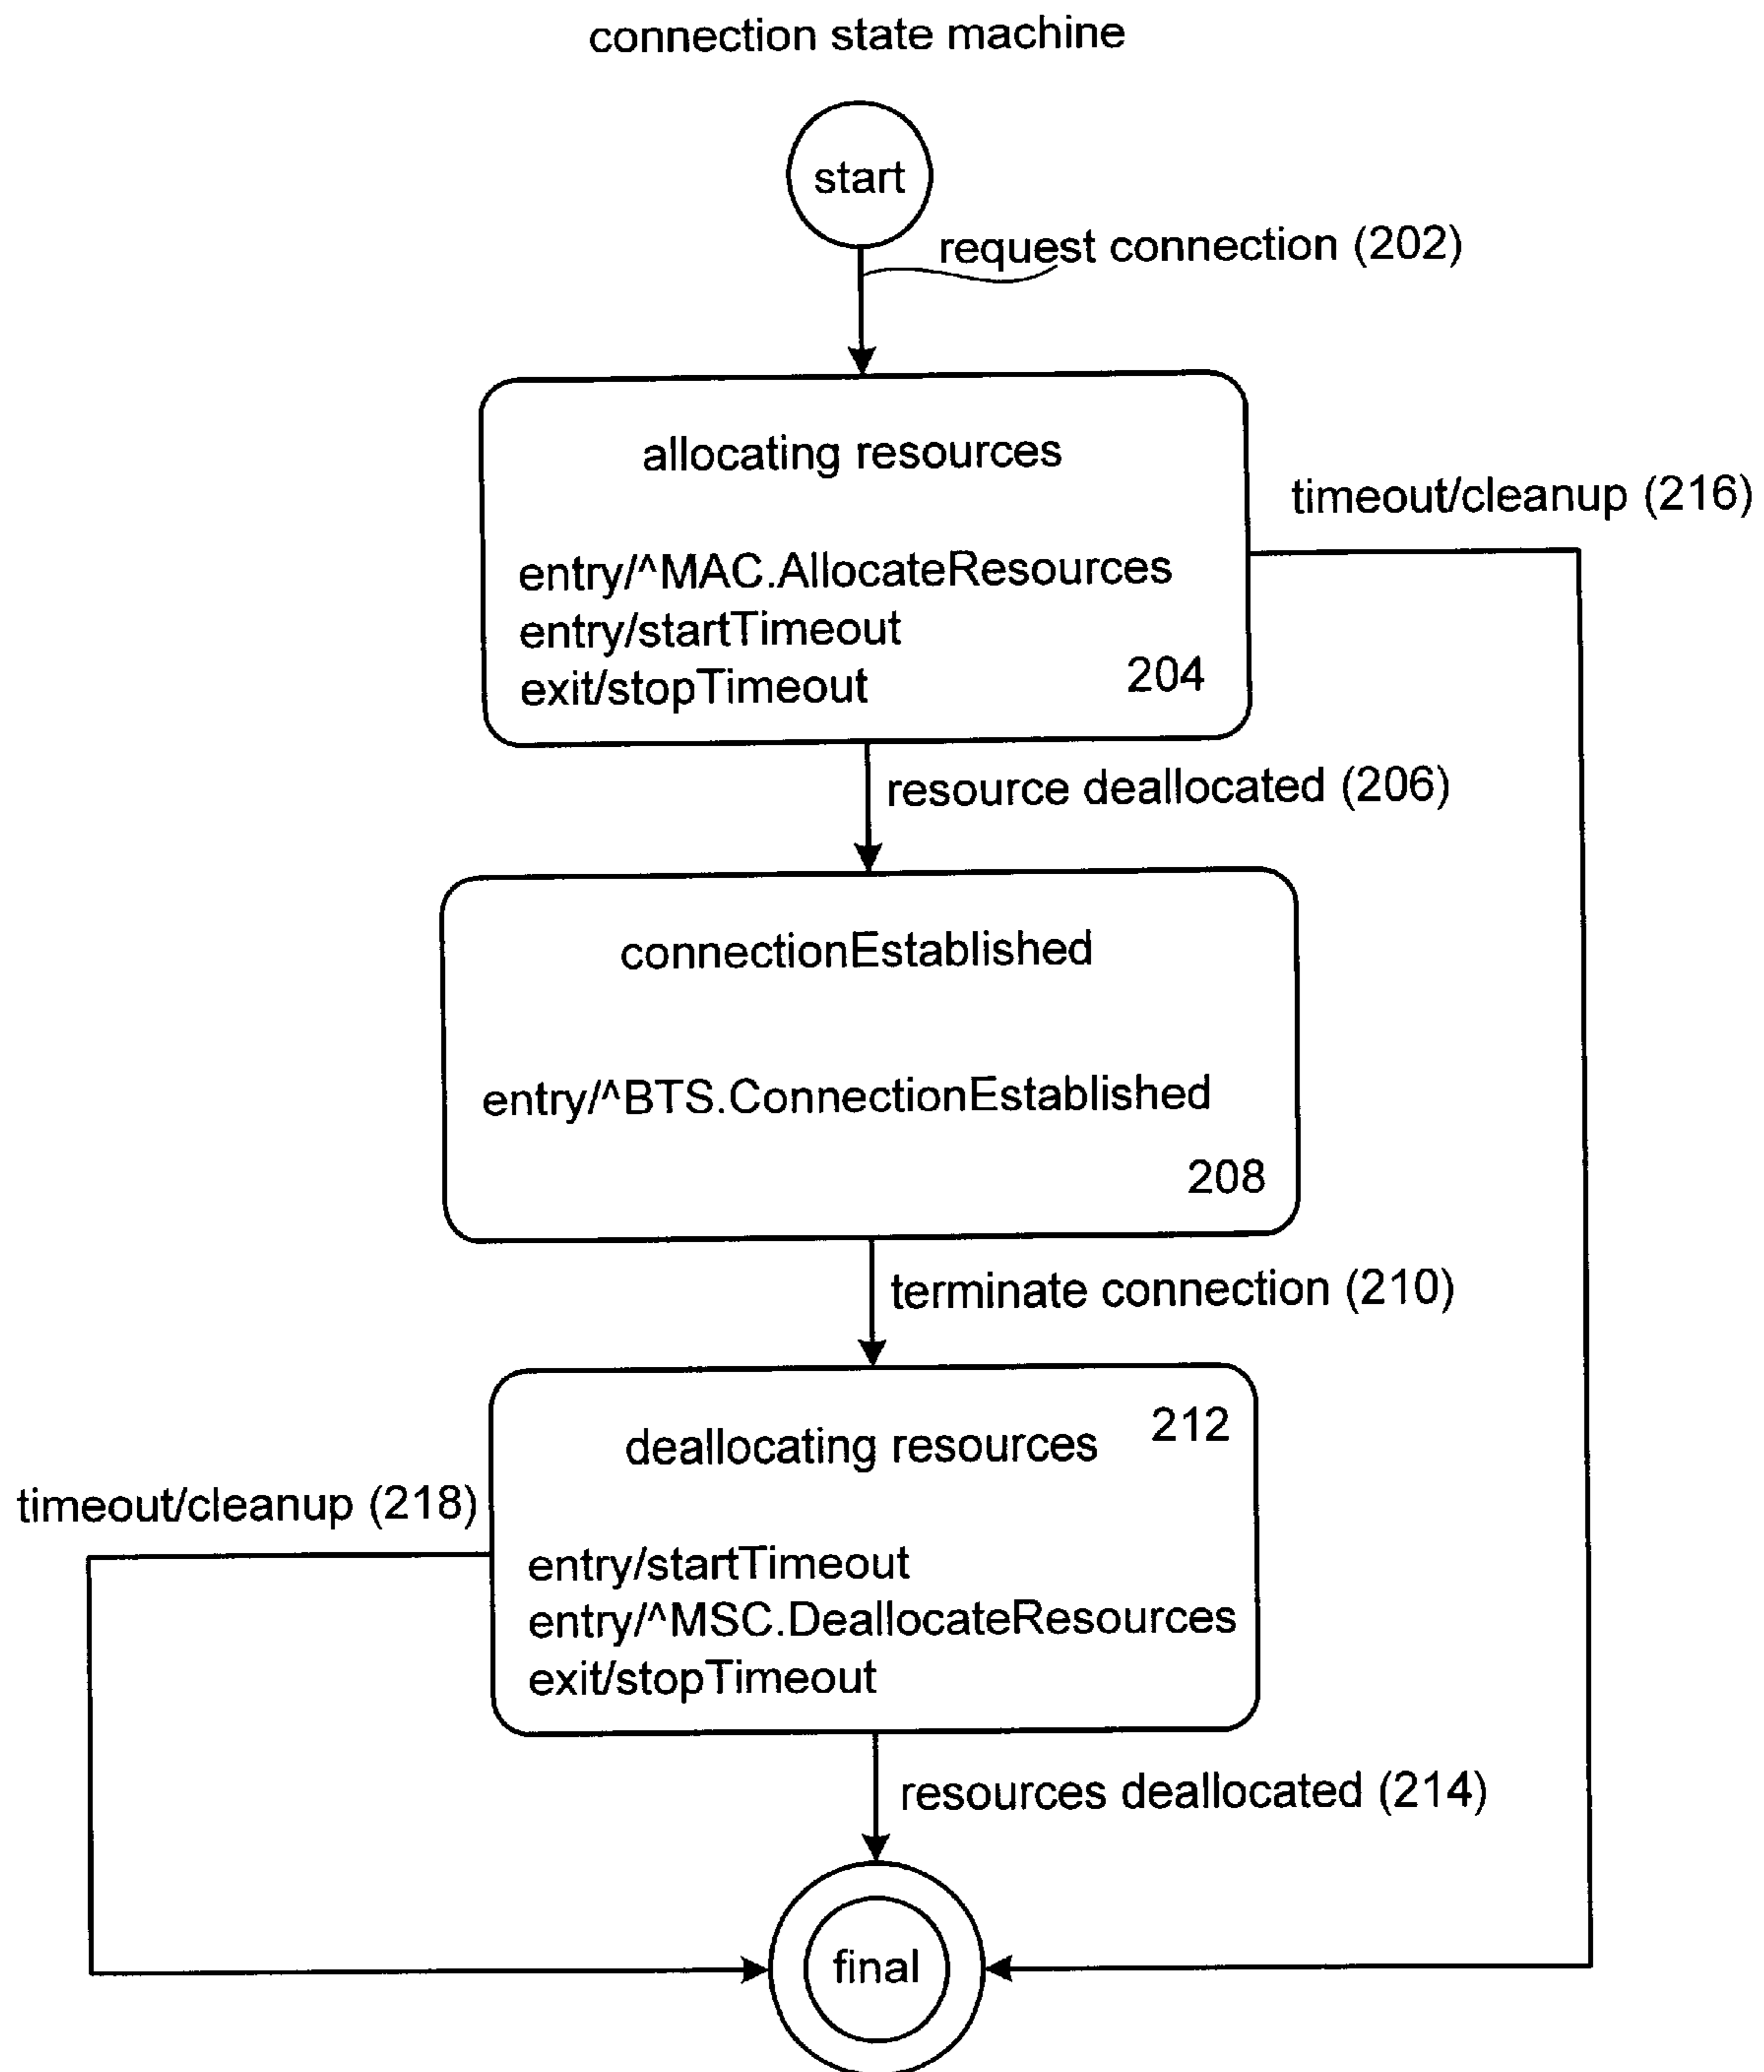 connection state machine
start
request connection (202)
allocating resources
timeout/cleanup (216)
entry/^MAC.AllocateResources
entry/startTimeout
exit/stopTimeout
204
resource deallocated (206)
connectionEstablished
entry/^BTS.ConnectionEstablished
208
terminate connection (210)
212
deallocating resources
timeout/cleanup (218)
entry/startTimeout
entry/^MSC.DeallocateResources
exit/stopTimeout
resources deallocated (214)
final